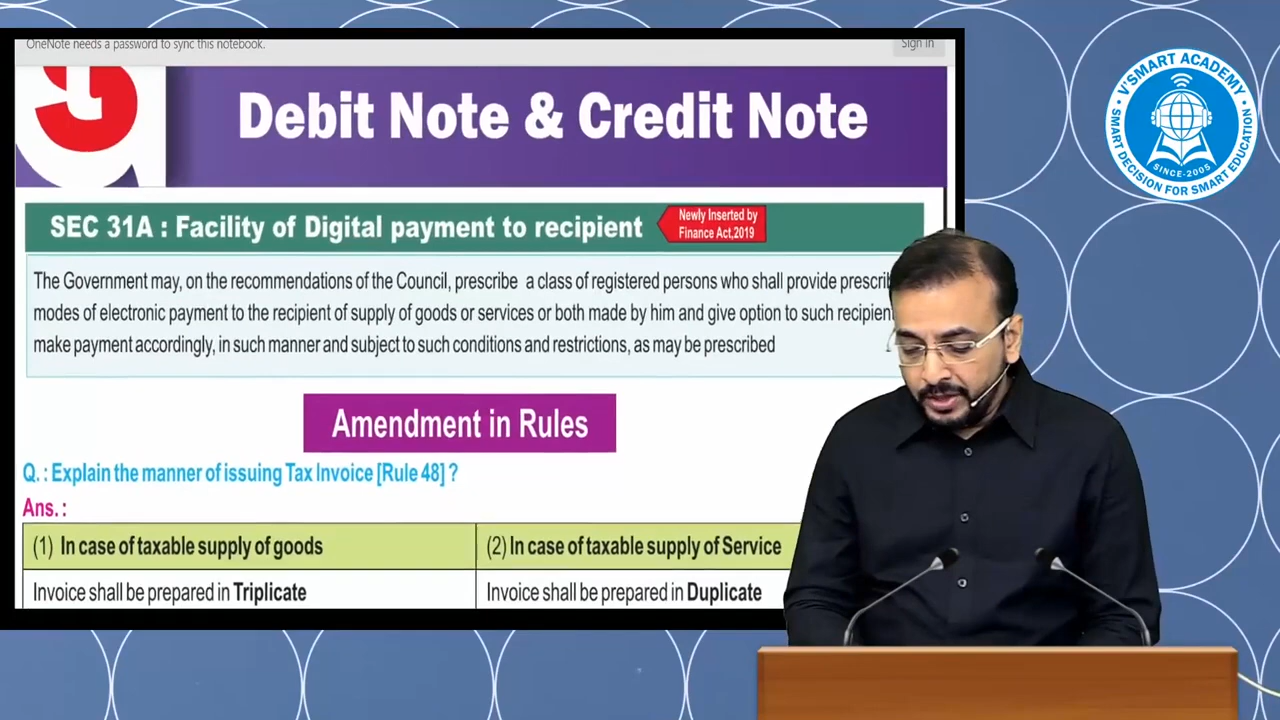 OneNote needs a password to sync this notebook.
Sign in
Debit Note & Credit Note
SEC 31A : Facility of Digital payment to recipient
Newly Inserted by
Finance Act,2019
The Government may, on the recommendations of the Council, prescribe a class of registered persons who shall provide
modes of electronic payment to the recipient of supply of goods or services or both made by him and give option to such recipient
make payment accordingly, in such manner and subject to such conditions and restrictions, as may be prescribed
Amendment in Rules
Q. : Explain the manner of issuing Tax Invoice [Rule 48] ?
Ans. :
(1) In case of taxable supply of goods
(2) In case of taxable supply of Service
Invoice shall be prepared in Triplicate
Invoice shall be prepared in Duplicate
V'SMART ACADEMY
SINCE-2005
SMART DECISION FOR SMART EDUCATION